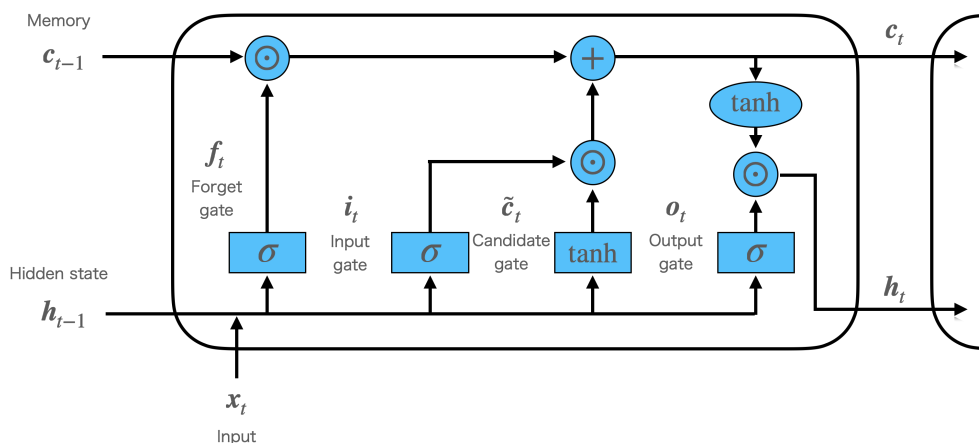 Memory
c_{t−1}
⊙
+
c_t
tanh
f_t
Forget
gate
⊙
⊙
i_t
Input
gate
c̃_t
Candidate
gate
o_t
Output
gate
σ
σ
tanh
σ
Hidden state
h_{t−1}
h_t
x_t
Input